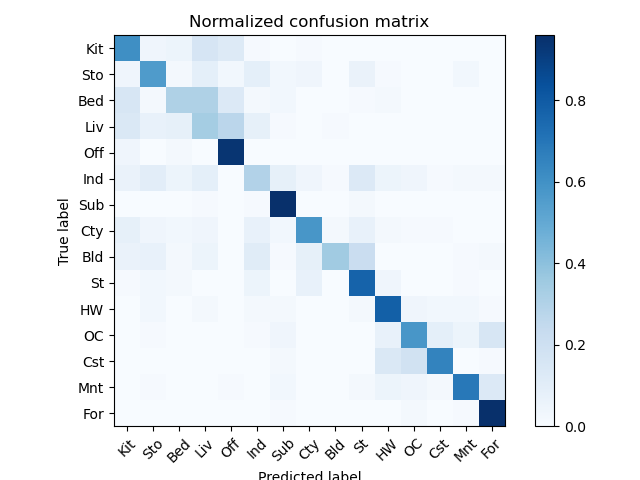 Normalized confusion matrix
True label
Kit
Sto
Bed
Liv
Off
Ind
Sub
Cty
Bld
St
HW
OC
Cst
Mnt
For
Kit Sto Bed Liv Off Ind Sub Cty Bld St HW OC Cst Mnt For
Predicted label
0.8
0.6
0.4
0.2
0.0